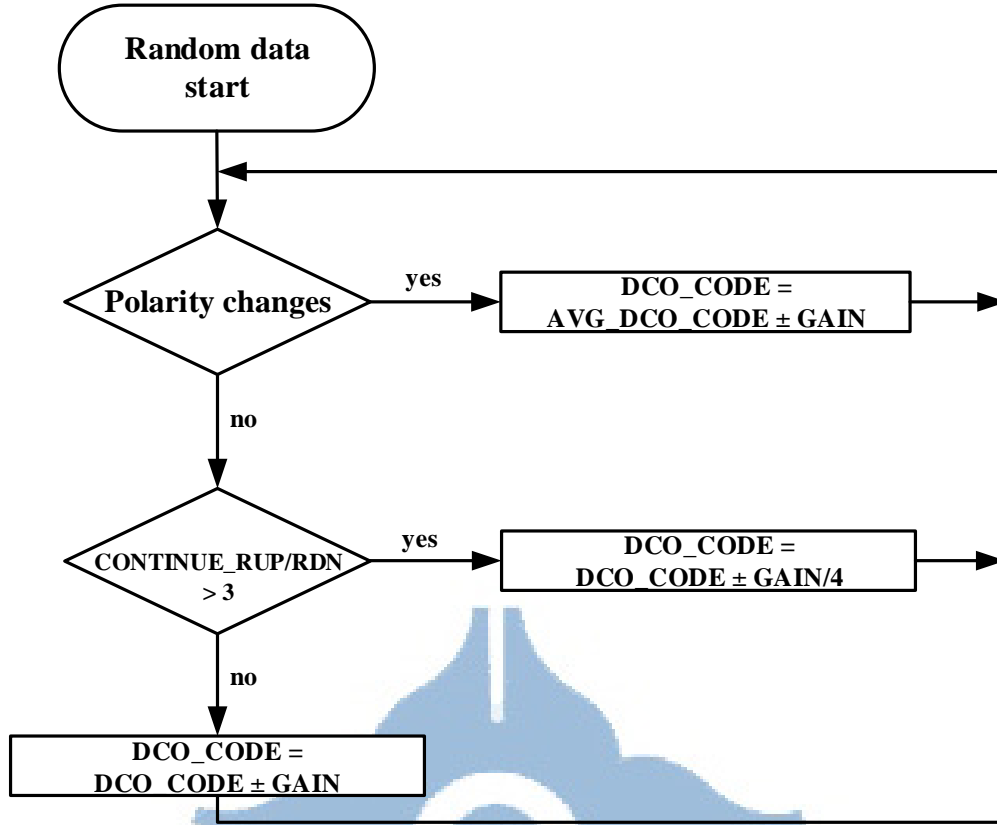 Random data
start
Polarity changes
yes
DCO_CODE =
AVG_DCO_CODE ± GAIN
no
CONTINUE_RUP/RDN
> 3
yes
DCO_CODE =
DCO_CODE ± GAIN/4
no
DCO_CODE =
DCO_CODE ± GAIN